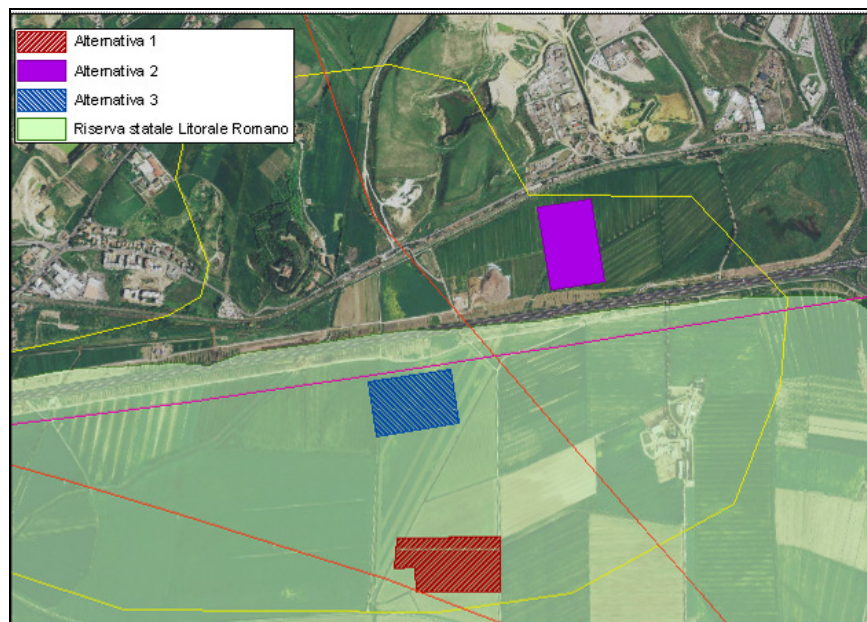 Alternativa 1
Alternativa 2
Alternativa 3
Riserva statale Litorale Romano